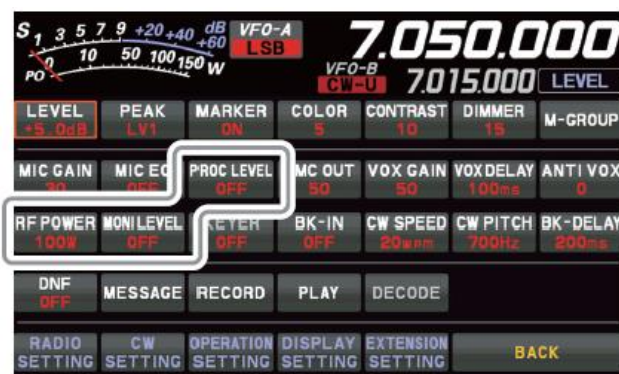 S 1 3 5 7 9 +20 +40 +60 dB VFO-A 7.050.000
PO 0 10 50 100 150 W LSB
VFO-B CW-U 7.015.000 LEVEL
LEVEL PEAK MARKER COLOR CONTRAST DIMMER M-GROUP
+5.0dB LV1 ON 5 10 15
MIC GAIN MIC EQ PROC LEVEL MC OUT VOX GAIN VOX DELAY ANTI VOX
OFF OFF 50 50 100ms 0
RF POWER MONI LEVEL KEYER BK-IN CW SPEED CW PITCH BK-DELAY
100W OFF OFF OFF 20wpm 700Hz 200ms
DNF MESSAGE RECORD PLAY DECODE
OFF
RADIO CW OPERATION DISPLAY EXTENSION BACK
SETTING SETTING SETTING SETTING SETTING